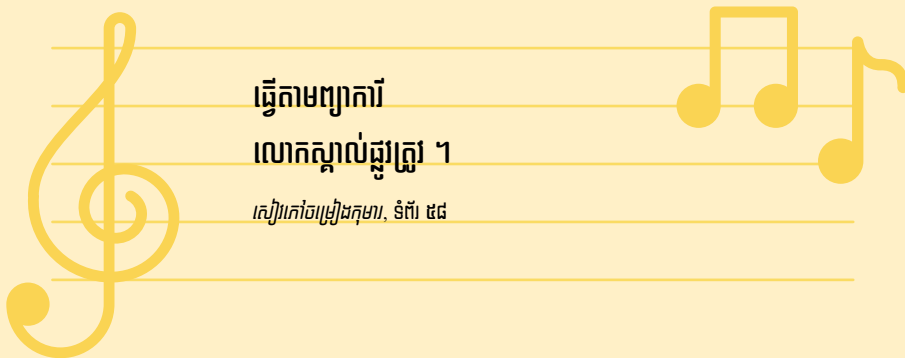 ធ្វើតាមព្យាការី
លោកស្គាល់ផ្លូវត្រូវ ។
សៀវភៅចម្រៀងកុមារ, ទំព័រ ៥៨